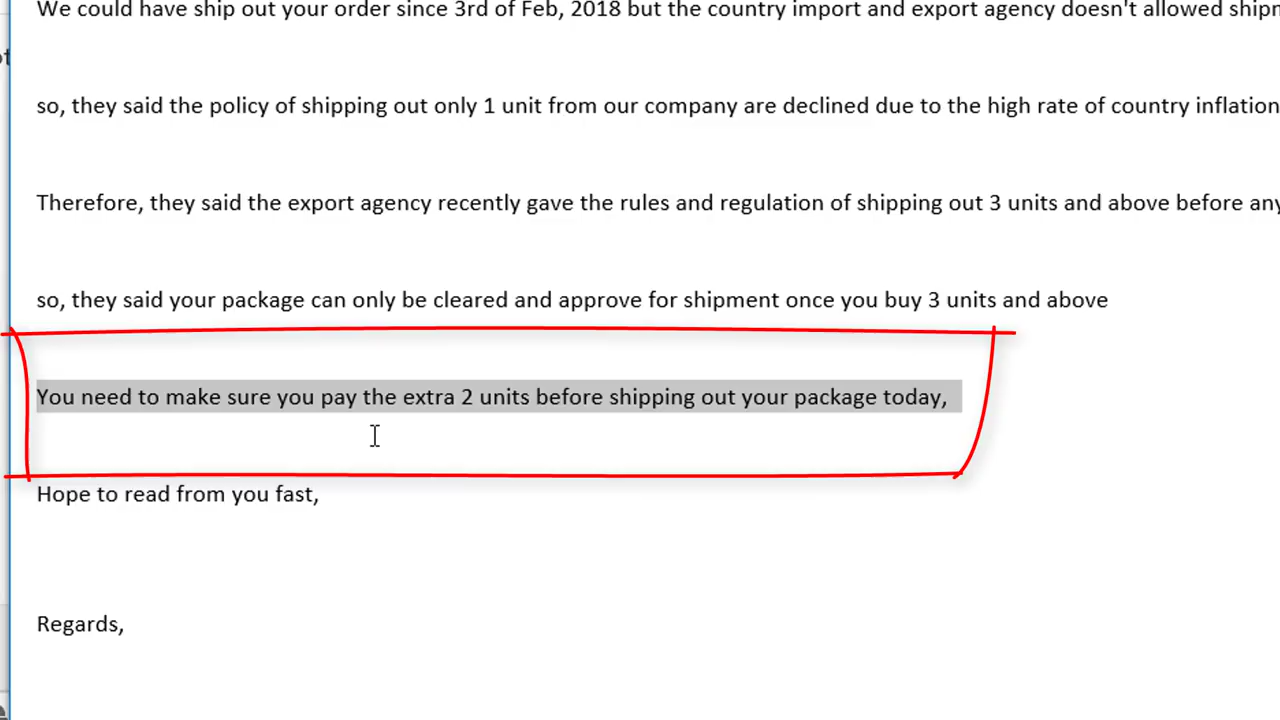 We could have ship out your order since 3rd of Feb, 2018 but the country import and export agency doesn't allowed
so, they said the policy of shipping out only 1 unit from our company are declined due to the high rate of country inflation
Therefore, they said the export agency recently gave the rules and regulation of shipping out 3 units and above before any
so, they said your package can only be cleared and approve for shipment once you buy 3 units and above
You need to make sure you pay the extra 2 units before shipping out your package today,
Hope to read from you fast,
Regards,